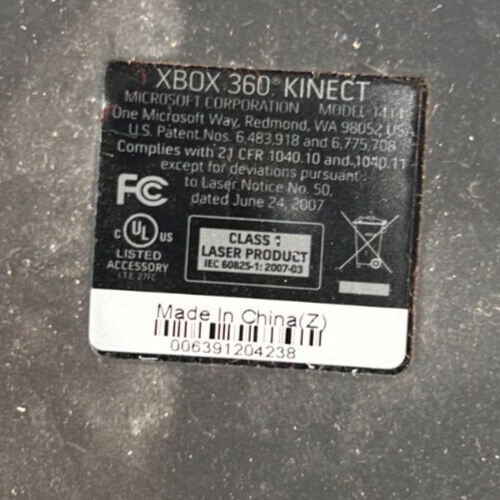 XBOX 360® KINECT
MICROSOFT CORPORATION MODEL 1414
One Microsoft Way, Redmond, WA 98052 USA
U.S. Patent Nos. 6,483,918 and 6,775,708
Complies with 21 CFR 1040.10 and 1040.11
except for deviations pursuant
to Laser Notice No. 50,
dated June 24, 2007
FC
C UL US
LISTED
ACCESSORY
I.T.E. 27FC
CLASS 1
LASER PRODUCT
IEC 60825-1: 2007-03
Made In China(Z)
006391204238